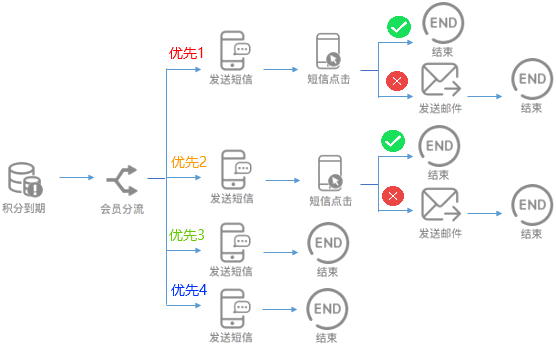 END
结束
优先1
发送短信
短信点击
END
发送邮件
结束
END
优先2
结束
积分到期
会员分流
发送短信
短信点击
END
发送邮件
结束
优先3
END
发送短信
结束
优先4
END
发送短信
结束